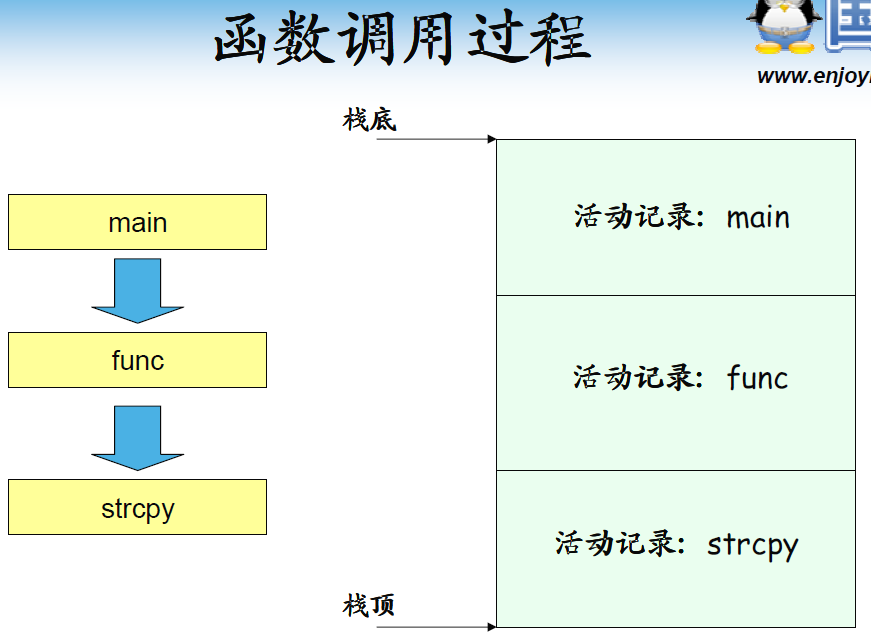 函数调用过程
国
www.enjoy
栈底
main
活动记录： main
func
活动记录： func
strcpy
活动记录： strcpy
栈顶